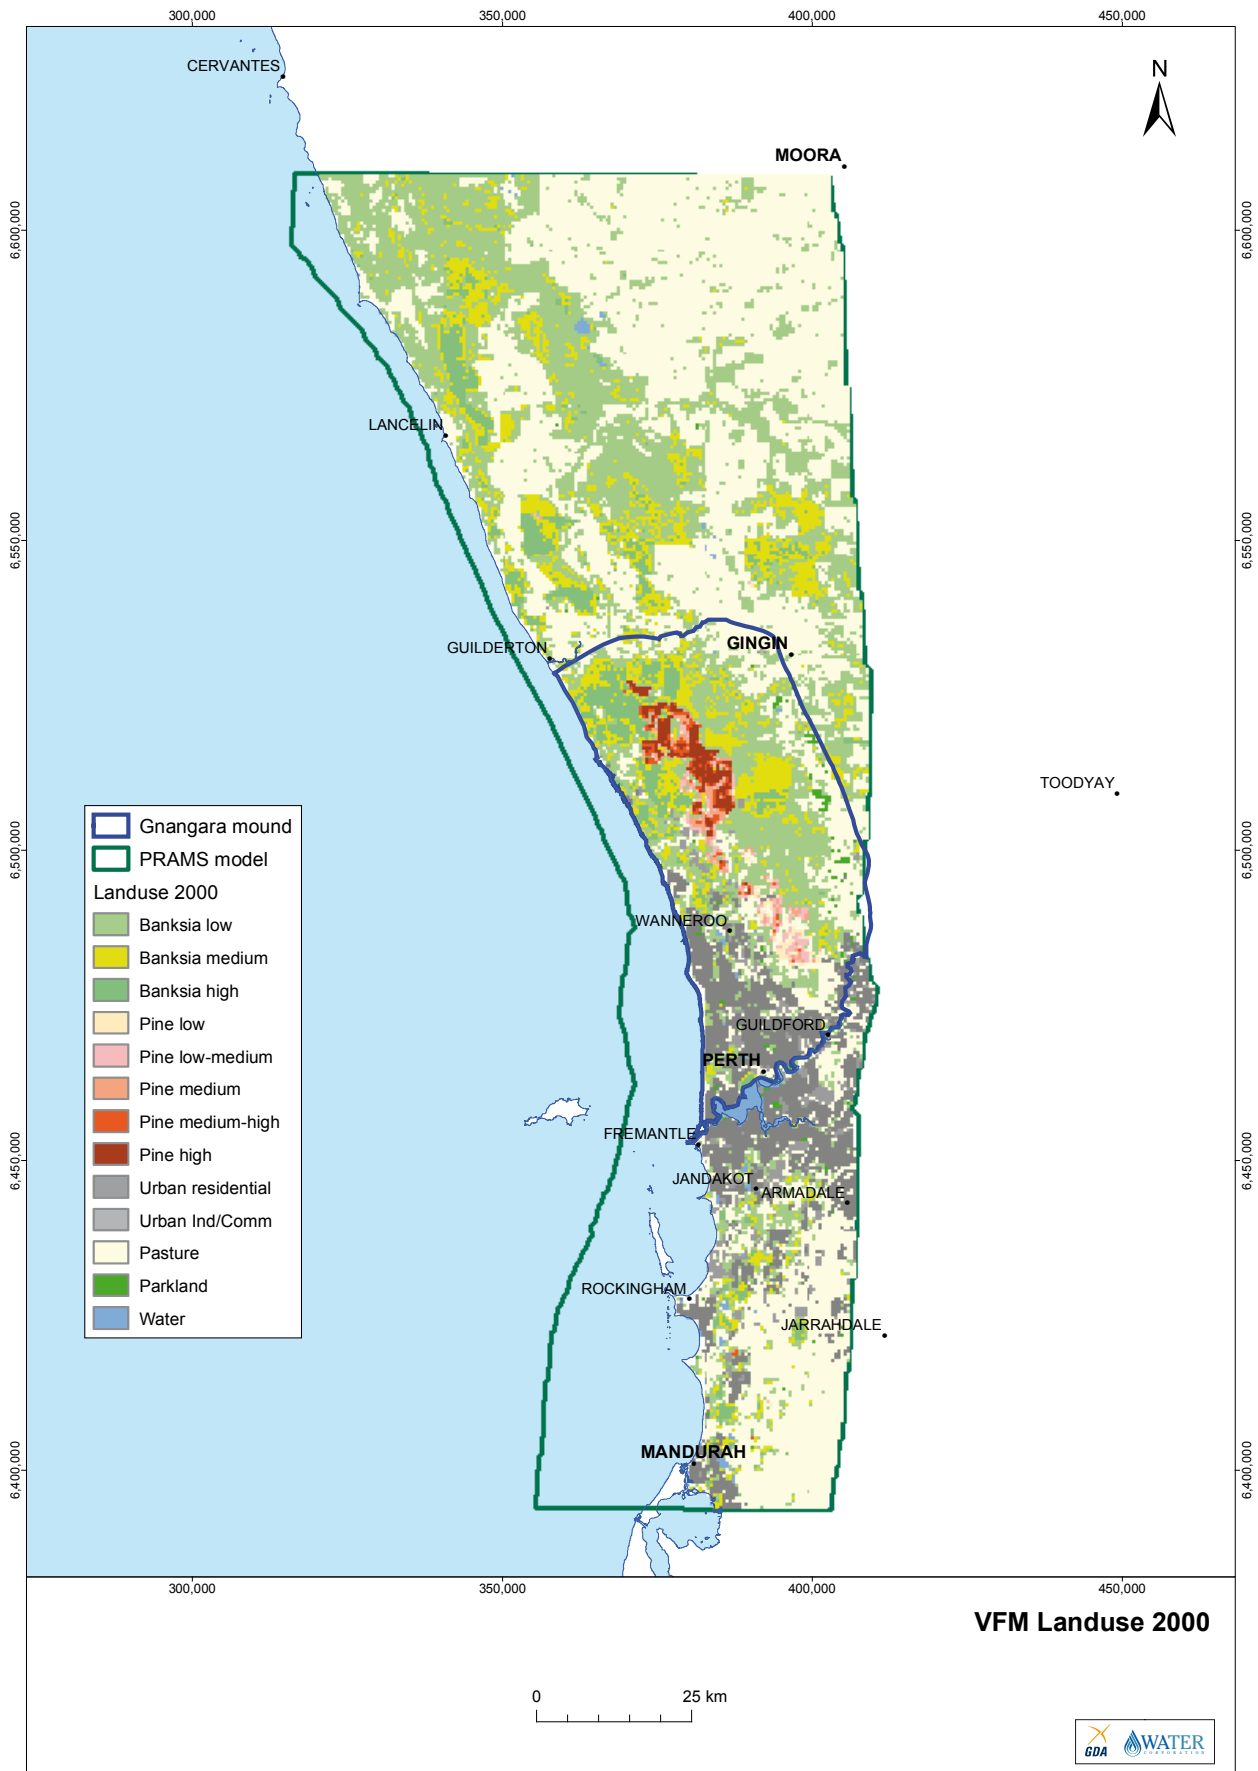 300,000
350,000
400,000
450,000
CERVANTES
N
MOORA
6,600,000
6,600,000
LANCELIN
6,550,000
6,550,000
GUILDERTON
GINGIN
TOODYAY
Gnangara mound
PRAMS model
Landuse 2000
Banksia low
Banksia medium
Banksia high
Pine low
Pine low-medium
Pine medium
Pine medium-high
Pine high
Urban residential
Urban Ind/Comm
Pasture
Parkland
Water
6,500,000
6,500,000
WANNEROO
GUILDFORD
PERTH
FREMANTLE
6,450,000
6,450,000
JANDAKOT
ARMADALE
ROCKINGHAM
JARRAHDALE
MANDURAH
6,400,000
6,400,000
300,000
350,000
400,000
450,000
VFM Landuse 2000
0
25 km
GDA
WATER
CORPORATION